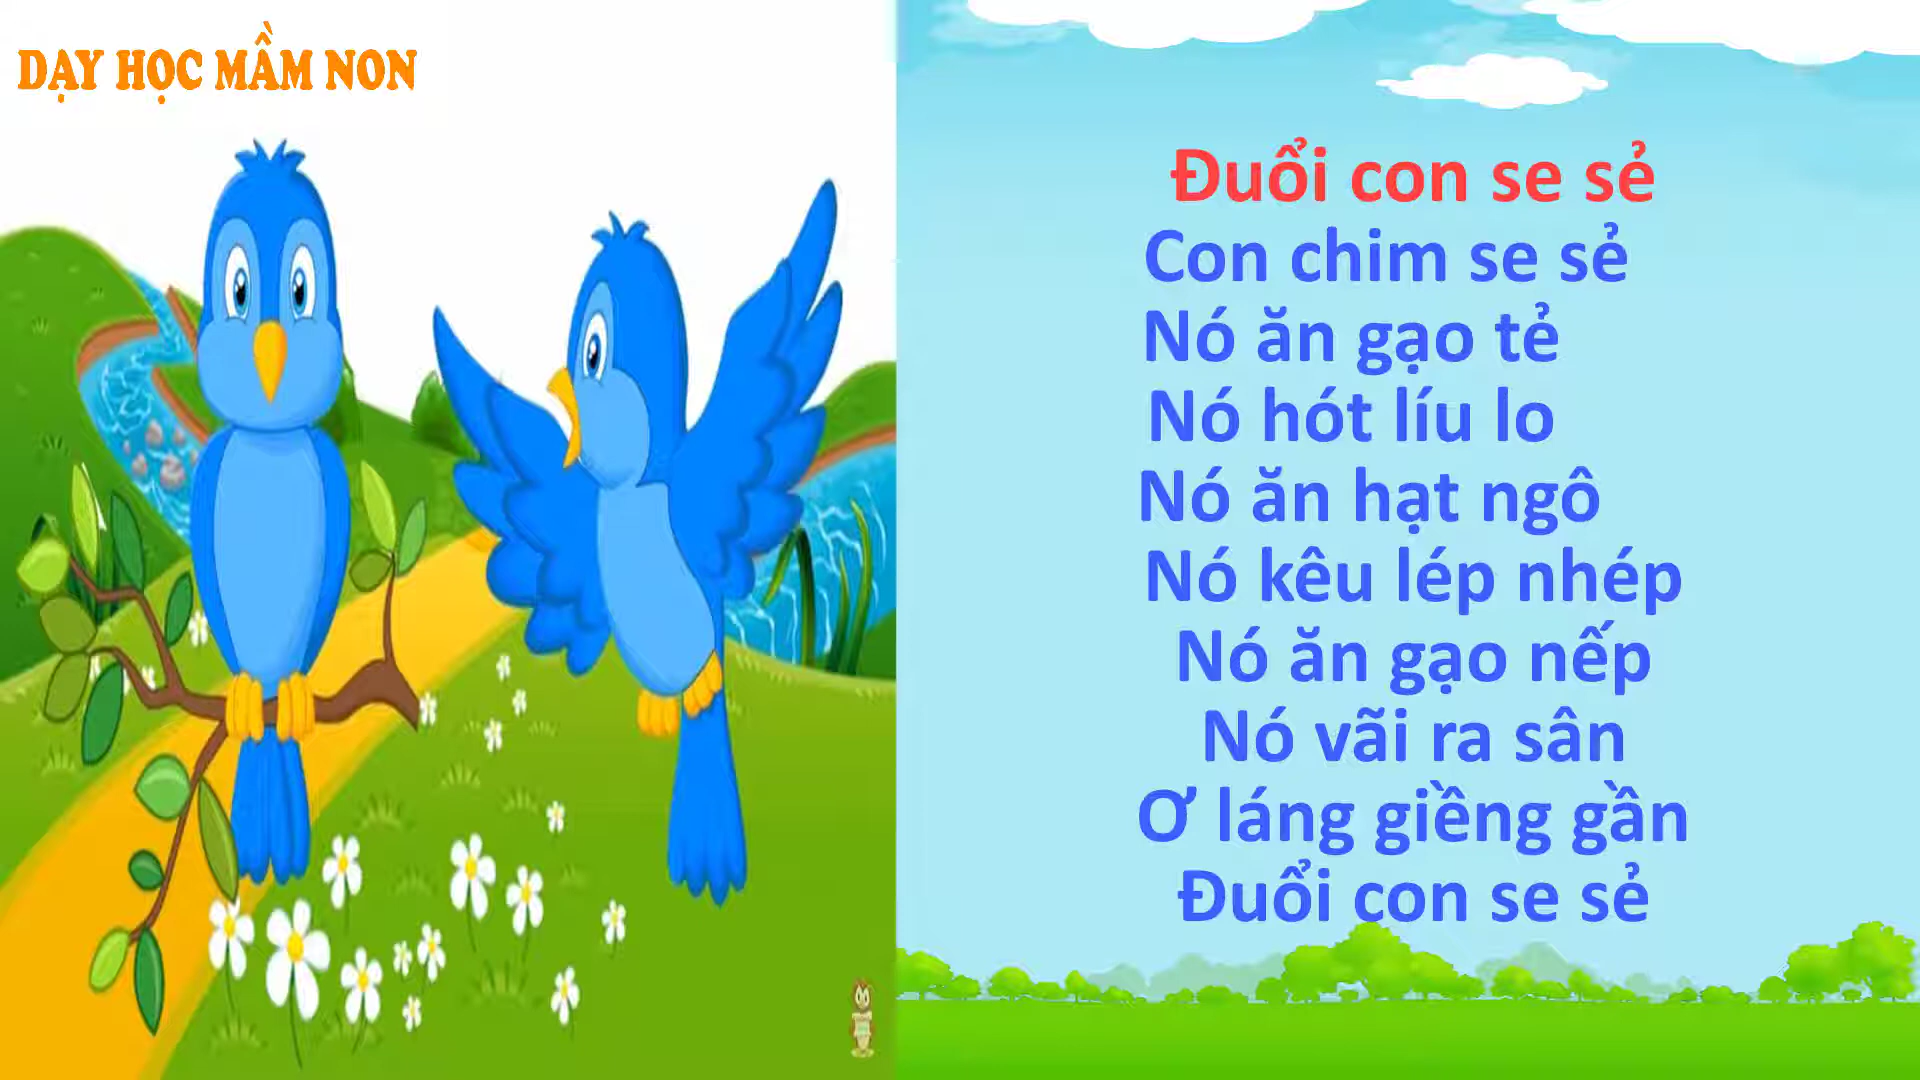 DẠY HỌC MẦM NON
Đuổi con se sẻ
Con chim se sẻ
Nó ăn gạo tẻ
Nó hót líu lo
Nó ăn hạt ngô
Nó kêu lép nhép
Nó ăn gạo nếp
Nó vãi ra sân
Ơ láng giềng gần
Đuổi con se sẻ